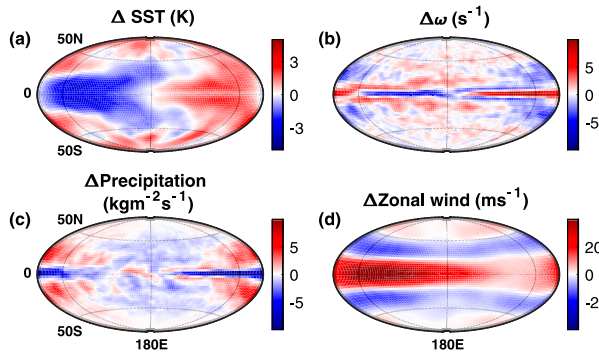 Δ SST (K)
Δω (s⁻¹)
(a)
50N
0
50S
3
0
-3
(b)
5
0
-5
ΔPrecipitation
(kgm⁻²s⁻¹)
ΔZonal wind (ms⁻¹)
(c)
50N
0
50S
180E
5
0
-5
(d)
180E
20
0
-2